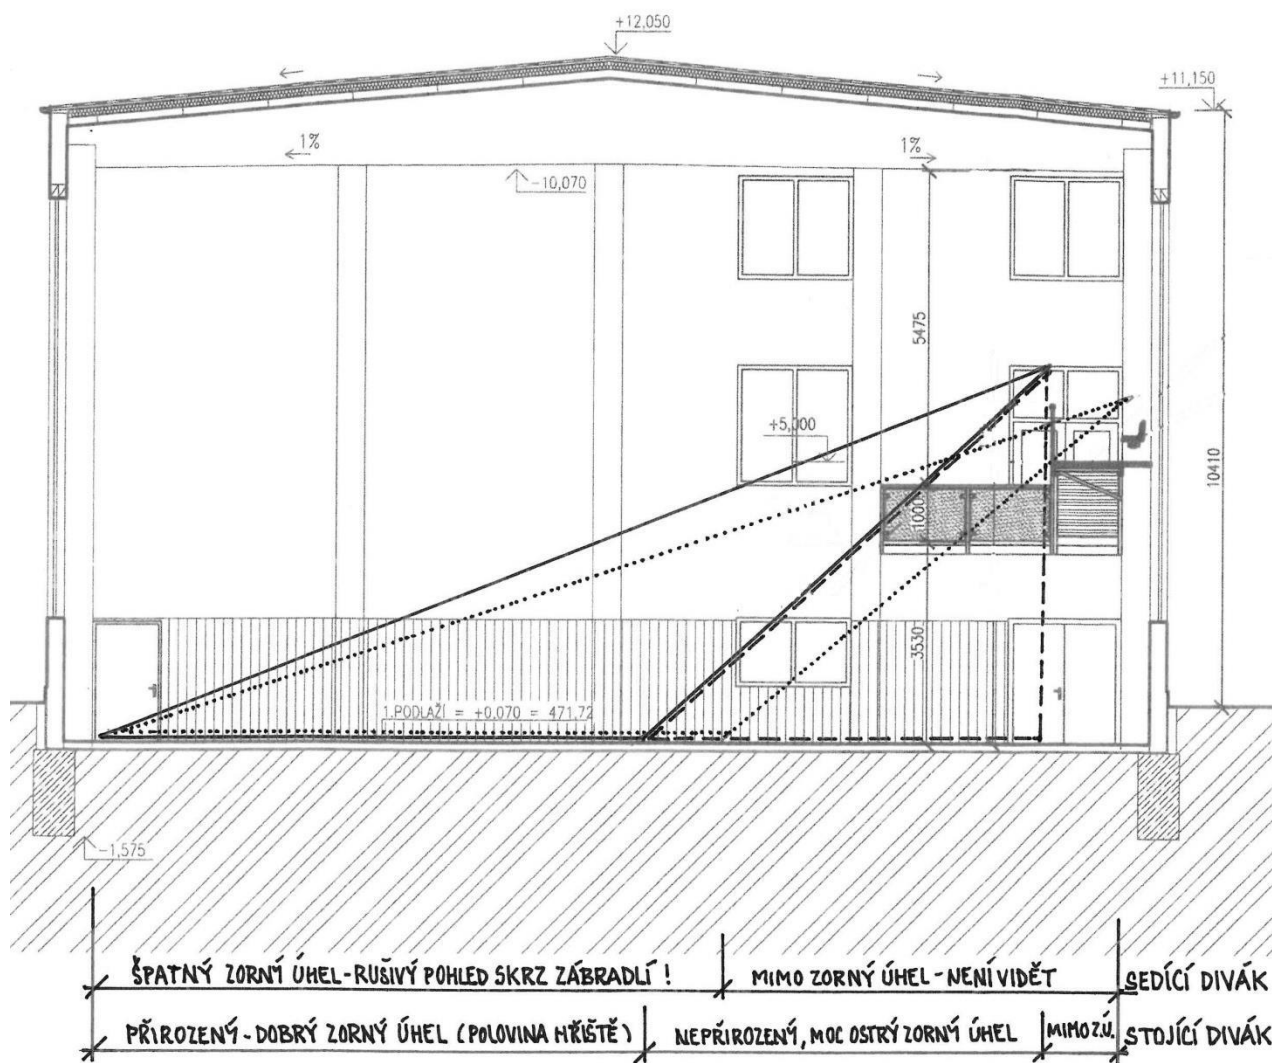 +12,050
+11,150
1%
1%
-10,070
5475
+5,000
10410
1000
3530
1.PODLAŽÍ = +0,070 = 471,72
-1,575
ŠPATNÝ ZORNÝ ÚHEL-RUŠIVÝ POHLED SKRZ ZÁBRADLÍ !
MIMO ZORNÝ ÚHEL-NENÍ VIDĚT
SEDÍCÍ DIVÁK
PŘIROZENÝ-DOBRÝ ZORNÝ ÚHEL (POLOVINA HŘIŠTĚ)
NEPŘIROZENÝ, MOC OSTRÝ ZORNÝ ÚHEL
MIMO Z.Ú.
STOJÍCÍ DIVÁK